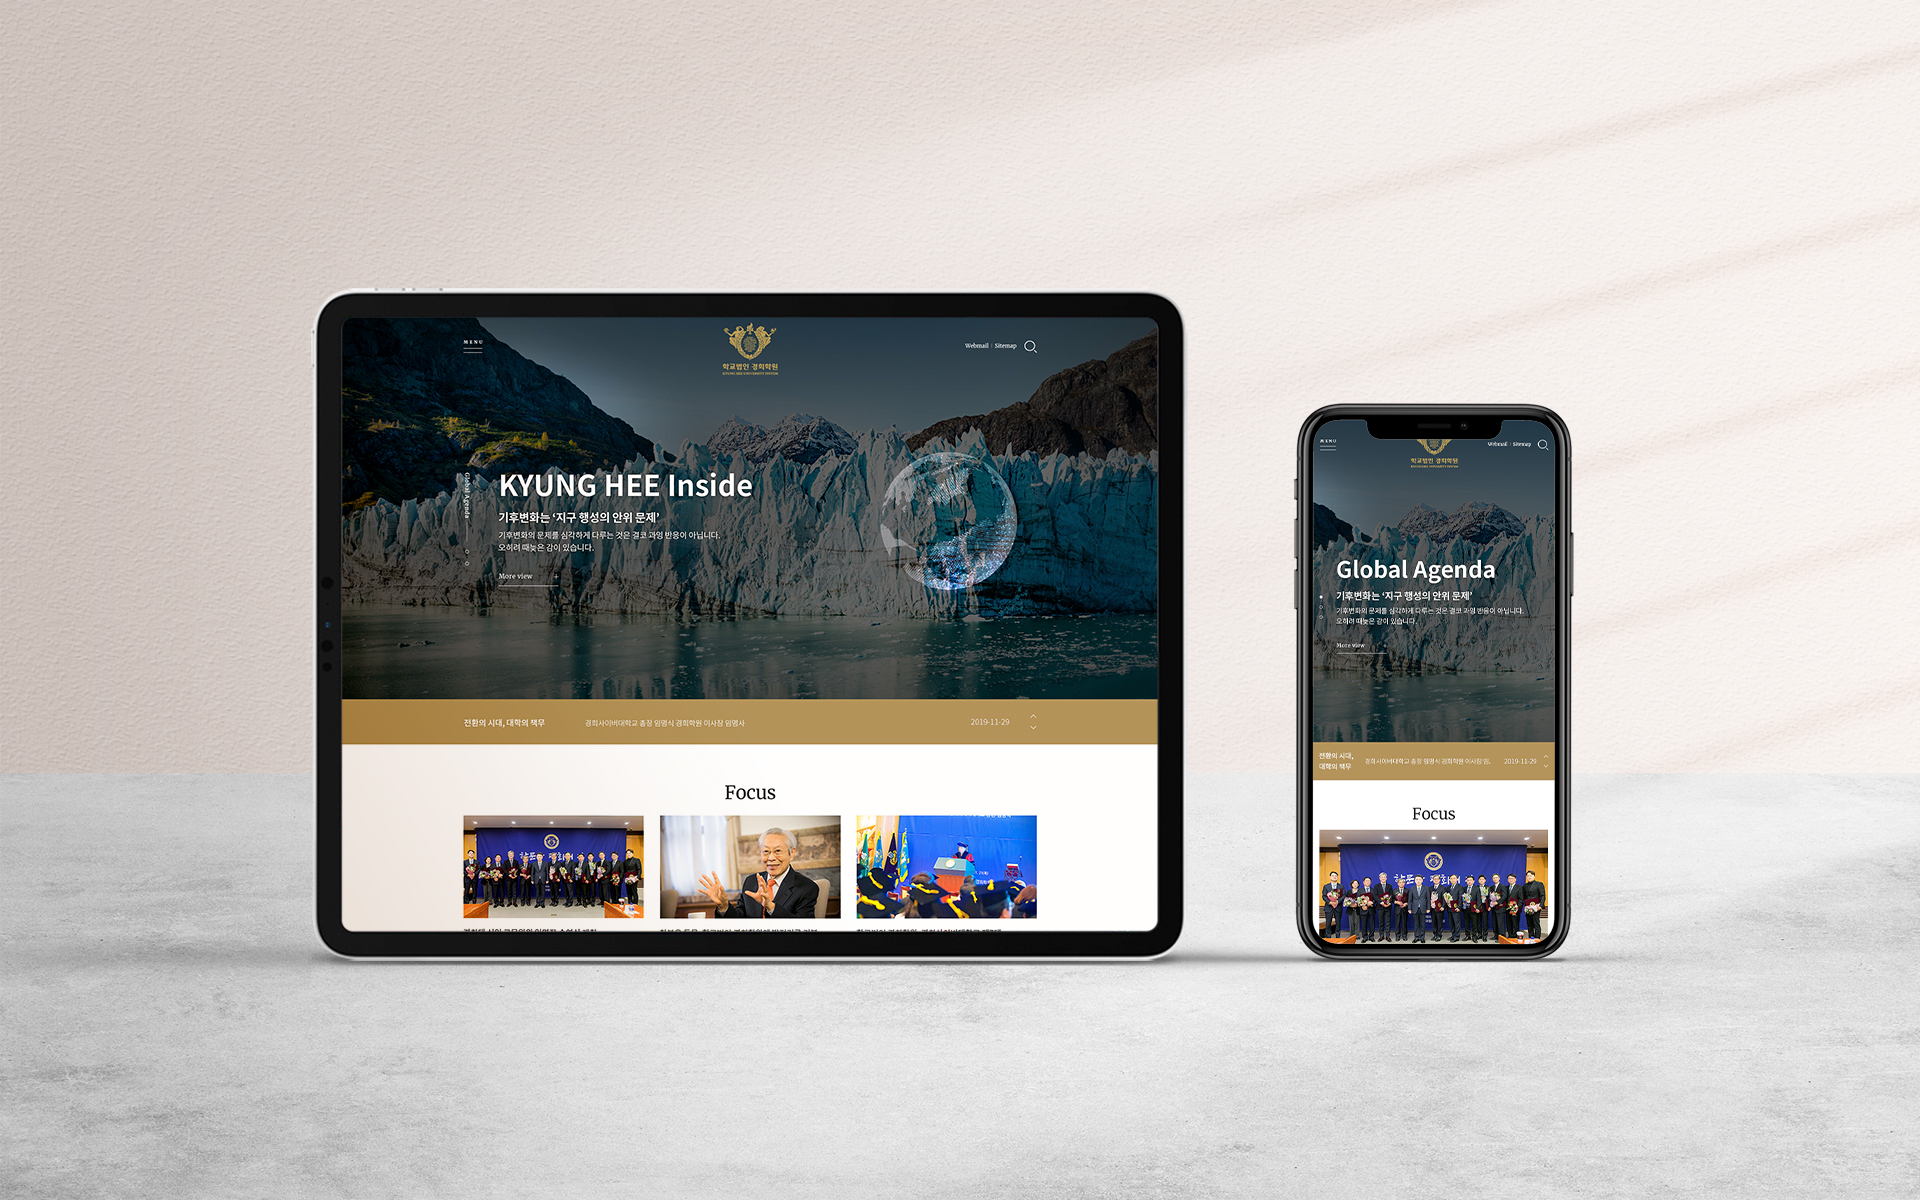 MENU
학교법인 경희학원
KYUNG HEE UNIVERSITY SYSTEM
Webmail | Sitemap
Global Agenda
KYUNG HEE Inside
기후변화는 ‘지구 행성의 안위 문제’
기후변화의 문제를 심각하게 다루는 것은 결코 과잉 반응이 아닙니다.
오히려 때늦은 감이 있습니다.
More view +
전환의 시대, 대학의 책무
경희사이버대학교 총장 임명식 경희학원 이사장 임명사
2019-11-29
Focus
MENU
Webmail | Sitemap
학교법인 경희학원
KYUNG HEE UNIVERSITY SYSTEM
Global Agenda
기후변화는 ‘지구 행성의 안위 문제’
기후변화의 문제를 심각하게 다루는 것은 결코 과잉 반응이 아닙니다.
오히려 때늦은 감이 있습니다.
More view
전환의 시대,
대학의 책무
경희사이버대학교 총장 임명식 경희학원 이사장 임..
2019-11-29
Focus